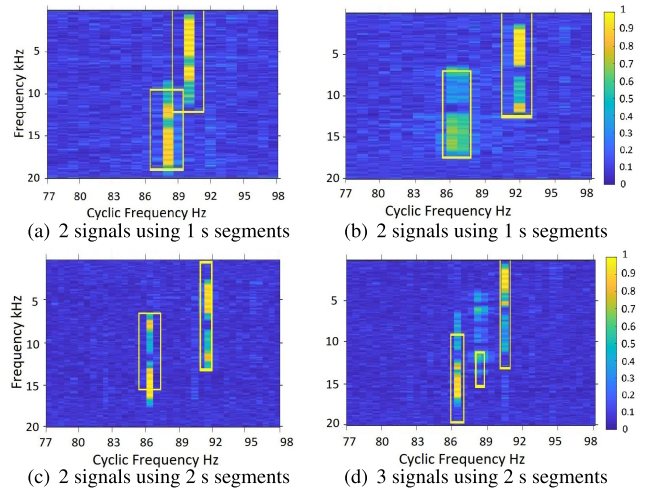 Frequency kHz
5
10
15
20
77 80 83 86 89 92 95 98
Cyclic Frequency Hz
(a) 2 signals using 1 s segments
5
10
15
20
77 80 83 86 89 92 95 98
Cyclic Frequency Hz
(b) 2 signals using 1 s segments
1
0.9
0.8
0.7
0.6
0.5
0.4
0.3
0.2
0.1
0
Frequency kHz
5
10
15
20
77 80 83 86 89 92 95 98
Cyclic Frequency Hz
(c) 2 signals using 2 s segments
5
10
15
20
77 80 83 86 89 92 95 98
Cyclic Frequency Hz
(d) 3 signals using 2 s segments
1
0.9
0.8
0.7
0.6
0.5
0.4
0.3
0.2
0.1
0